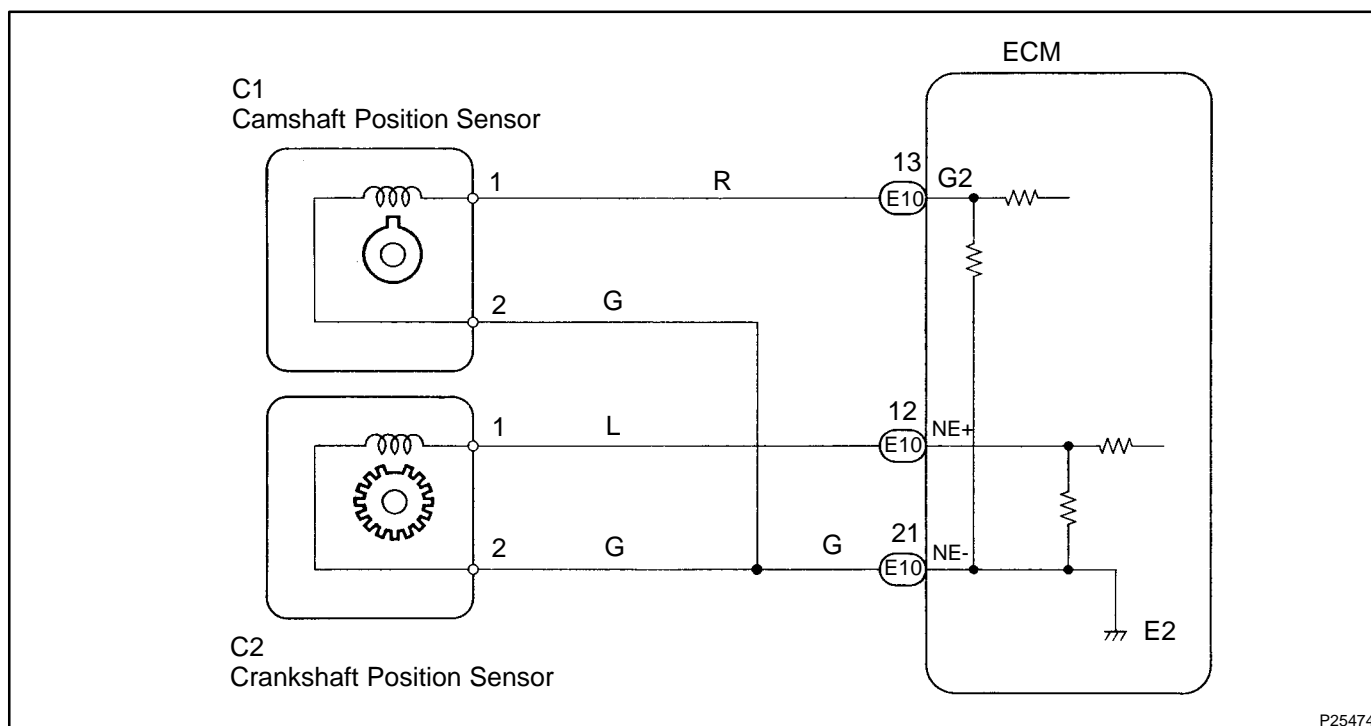 ECM
C1
Camshaft Position Sensor
1
R
13
E10
G2
2
G
1
L
12
E10
NE+
2
G
G
21
E10
NE-
E2
C2
Crankshaft Position Sensor
P25474